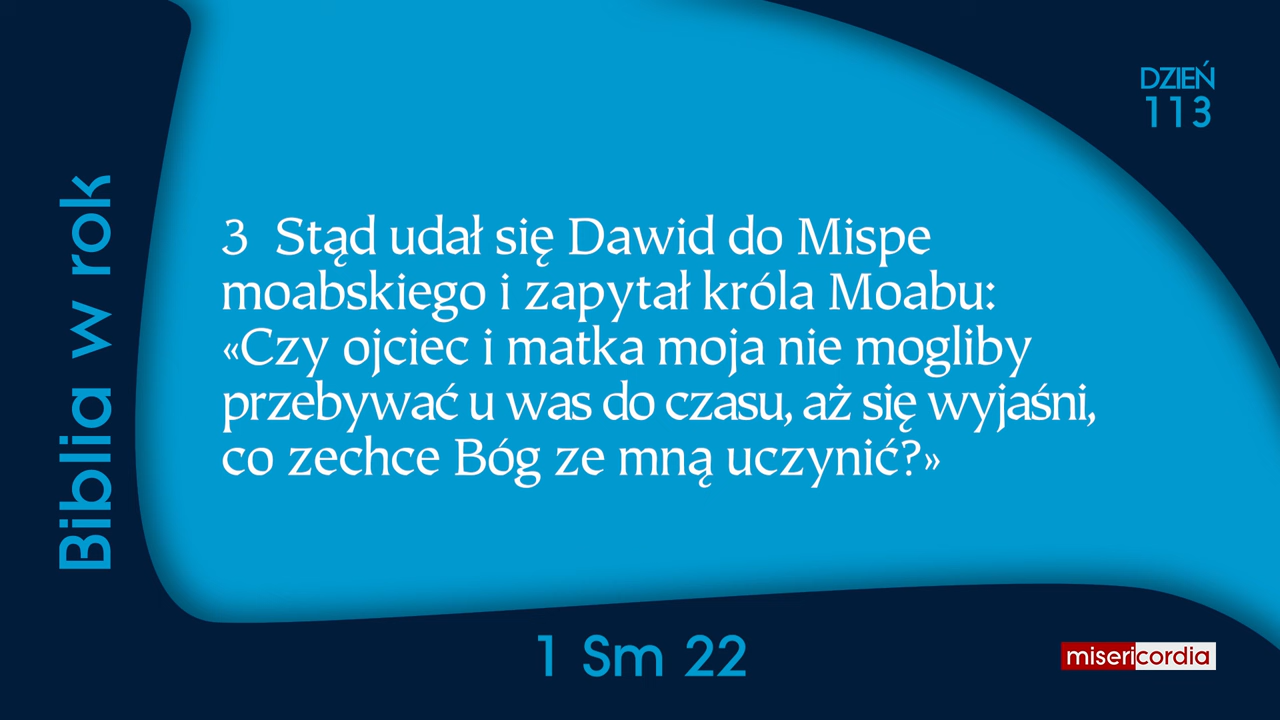 DZIEŃ
113
Biblia w rok
3 Stąd udał się Dawid do Mispe
moabskiego i zapytał króla Moabu:
«Czy ojciec i matka moja nie mogliby
przebywać u was do czasu, aż się wyjaśni,
co zechce Bóg ze mną uczynić?»
1 Sm 22
misericordia